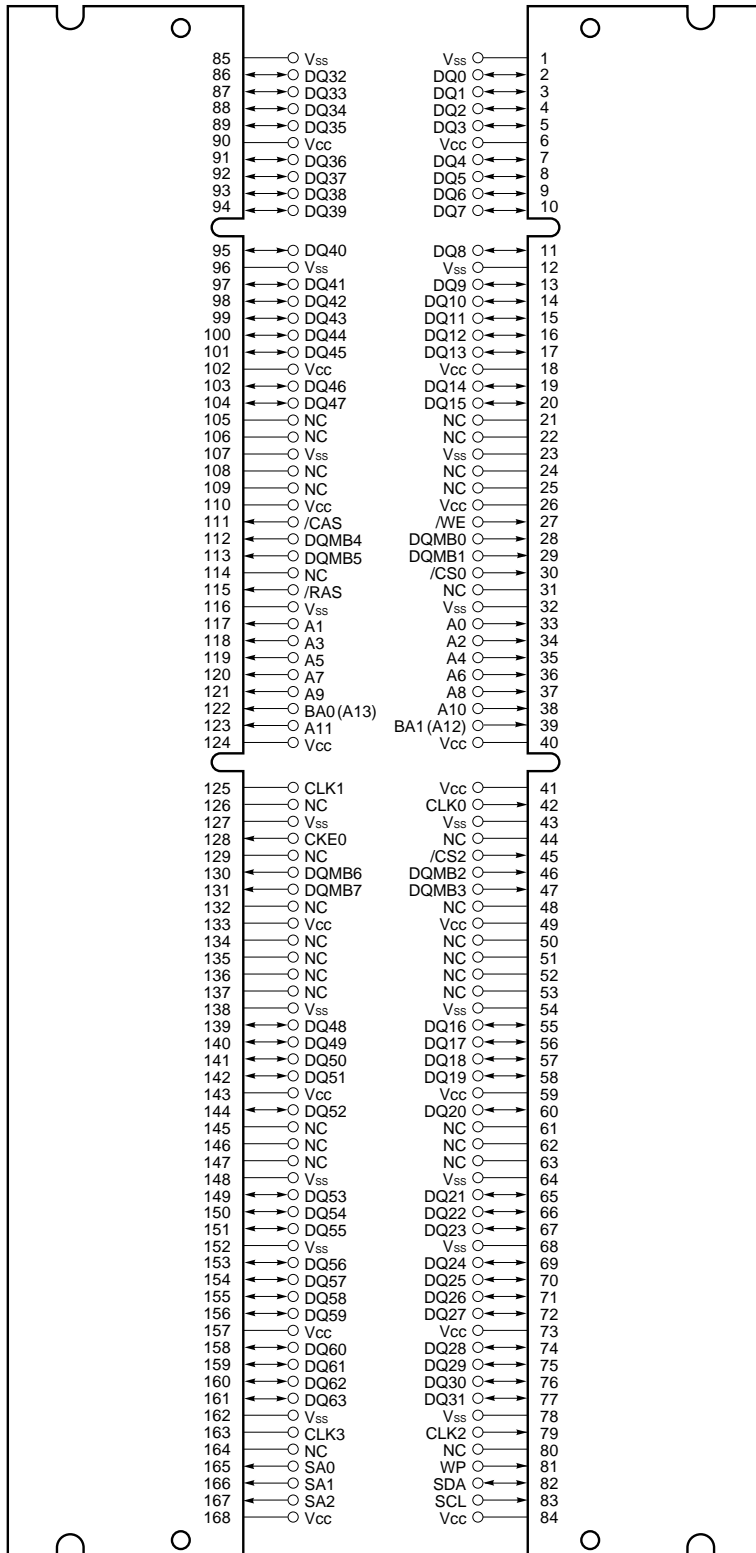 85 Vss Vss 1
86 DQ32 DQ0 2
87 DQ33 DQ1 3
88 DQ34 DQ2 4
89 DQ35 DQ3 5
90 Vcc Vcc 6
91 DQ36 DQ4 7
92 DQ37 DQ5 8
93 DQ38 DQ6 9
94 DQ39 DQ7 10
95 DQ40 DQ8 11
96 Vss Vss 12
97 DQ41 DQ9 13
98 DQ42 DQ10 14
99 DQ43 DQ11 15
100 DQ44 DQ12 16
101 DQ45 DQ13 17
102 Vcc Vcc 18
103 DQ46 DQ14 19
104 DQ47 DQ15 20
105 NC NC 21
106 NC NC 22
107 Vss Vss 23
108 NC NC 24
109 NC NC 25
110 Vcc Vcc 26
111 /CAS /WE 27
112 DQMB4 DQMB0 28
113 DQMB5 DQMB1 29
114 NC /CS0 30
115 /RAS NC 31
116 Vss Vss 32
117 A1 A0 33
118 A3 A2 34
119 A5 A4 35
120 A7 A6 36
121 A9 A8 37
122 BA0 (A13) A10 38
123 A11 BA1 (A12) 39
124 Vcc Vcc 40
125 CLK1 Vcc 41
126 NC CLK0 42
127 Vss Vss 43
128 CKE0 NC 44
129 NC /CS2 45
130 DQMB6 DQMB2 46
131 DQMB7 DQMB3 47
132 NC NC 48
133 Vcc Vcc 49
134 NC NC 50
135 NC NC 51
136 NC NC 52
137 NC NC 53
138 Vss Vss 54
139 DQ48 DQ16 55
140 DQ49 DQ17 56
141 DQ50 DQ18 57
142 DQ51 DQ19 58
143 Vcc Vcc 59
144 DQ52 DQ20 60
145 NC NC 61
146 NC NC 62
147 NC NC 63
148 Vss Vss 64
149 DQ53 DQ21 65
150 DQ54 DQ22 66
151 DQ55 DQ23 67
152 Vss Vss 68
153 DQ56 DQ24 69
154 DQ57 DQ25 70
155 DQ58 DQ26 71
156 DQ59 DQ27 72
157 Vcc Vcc 73
158 DQ60 DQ28 74
159 DQ61 DQ29 75
160 DQ62 DQ30 76
161 DQ63 DQ31 77
162 Vss Vss 78
163 CLK3 CLK2 79
164 NC NC 80
165 SA0 WP 81
166 SA1 SDA 82
167 SA2 SCL 83
168 Vcc Vcc 84